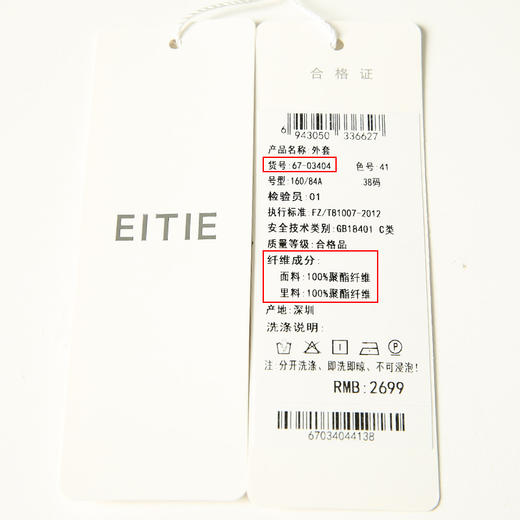 EITIE
合格证
6 943050 336627
产品名称:外套
货号:67-03404 色号:41
号型:160/84A 38码
检验员:01
执行标准:FZ/T81007-2012
安全技术类别:GB18401 C类
质量等级:合格品
纤维成分:
面料:100%聚酯纤维
里料:100%聚酯纤维
产地:深圳
洗涤说明:
P
注:分开洗涤、即洗即晾、不可浸泡!
RMB:2699
67034044138